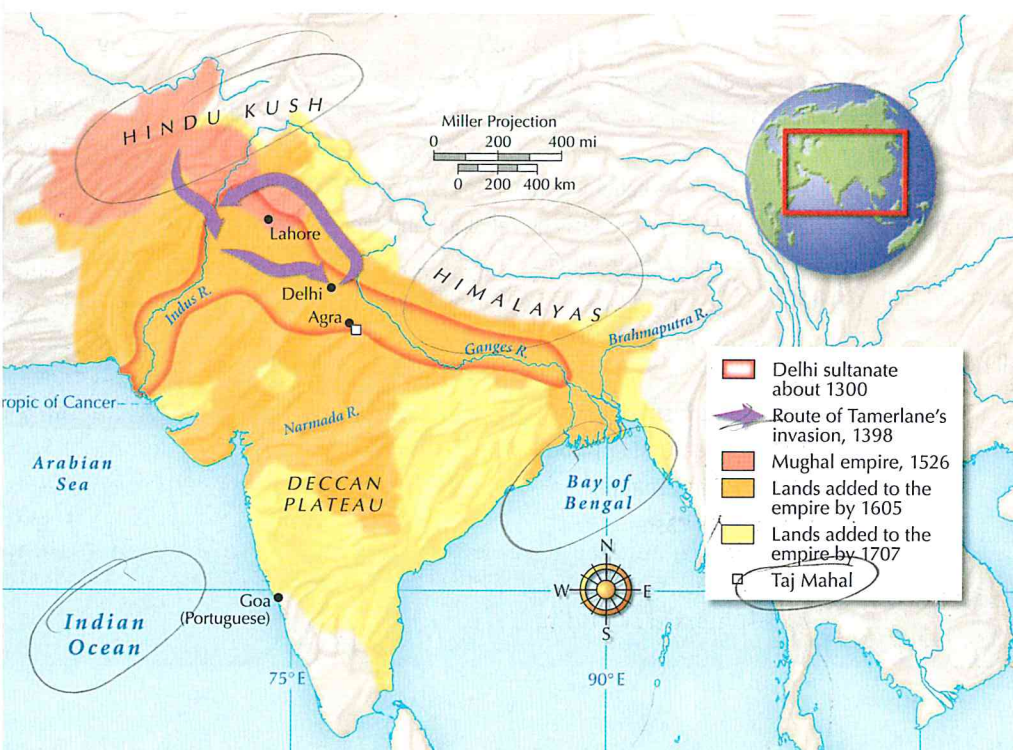 HINDU KUSH
Miller Projection
0 200 400 mi
0 200 400 km
Lahore
HIMALAYAS
Delhi
Indus R.
Agra
Brahmaputra R.
Ganges R.
ropic of Cancer
Narmada R.
Arabian
Sea
DECCAN
PLATEAU
Bay of
Bengal
Delhi sultanate
about 1300
Route of Tamerlane's
invasion, 1398
Mughal empire, 1526
Lands added to the
empire by 1605
Lands added to the
empire by 1707
Taj Mahal
N
W E
S
Goa
(Portuguese)
Indian
Ocean
75°E
90°E